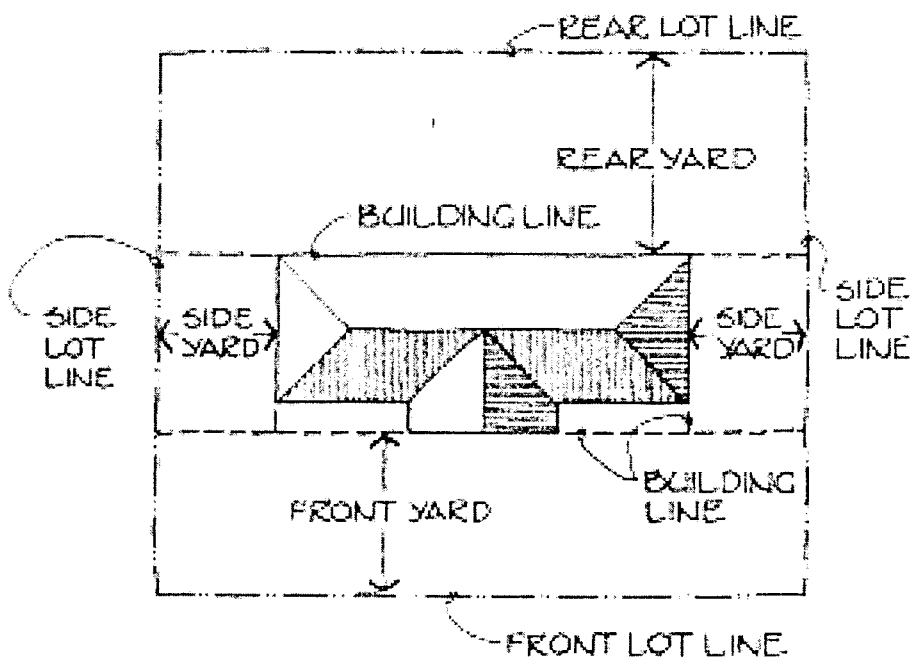 REAR LOT LINE
REAR YARD
BUILDING LINE
SIDE
LOT
LINE
SIDE
YARD
SIDE
YARD
SIDE
LOT
LINE
FRONT YARD
BUILDING
LINE
FRONT LOT LINE